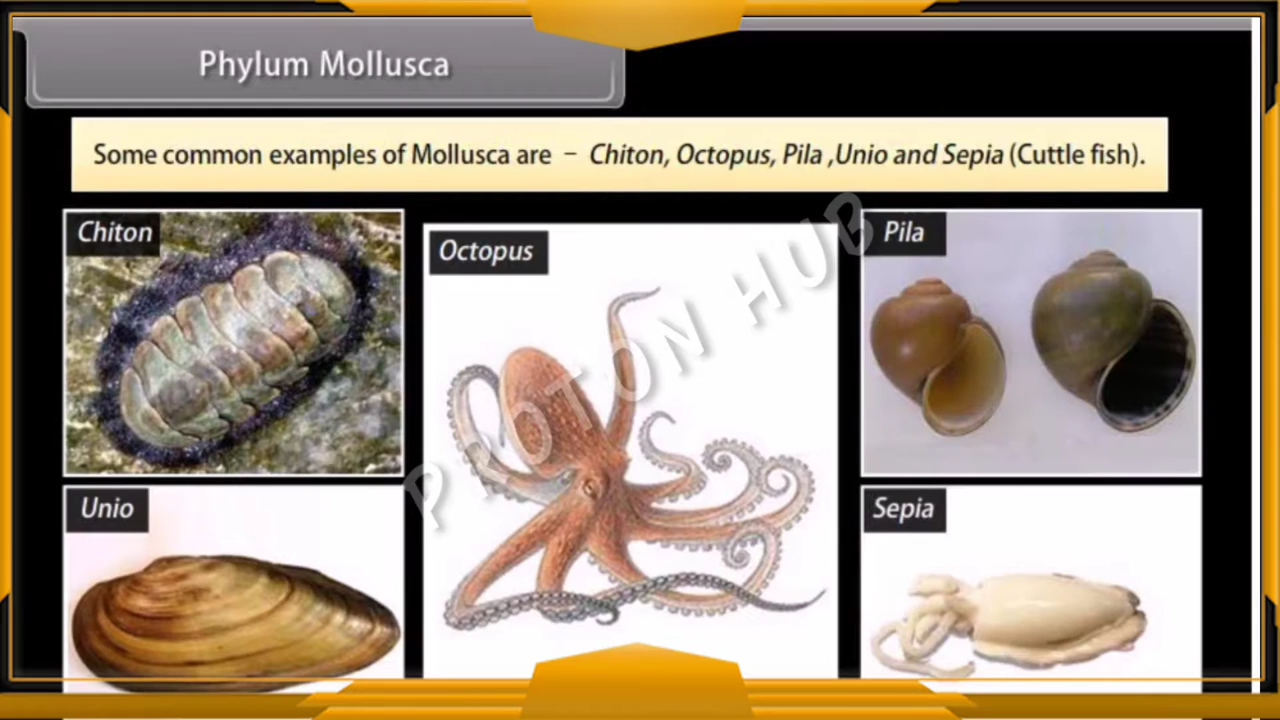 Phylum Mollusca
Some common examples of Mollusca are – Chiton, Octopus, Pila ,Unio and Sepia (Cuttle fish).
Chiton
Octopus
Pila
Unio
Sepia
PROTON HUB